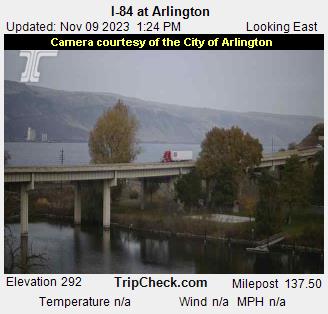 I-84 at Arlington
Updated: Nov 09 2023 1:24 PM Looking East
Camera courtesy of the City of Arlington
Elevation 292 TripCheck.com Milepost 137.50
Temperature n/a Wind n/a MPH n/a